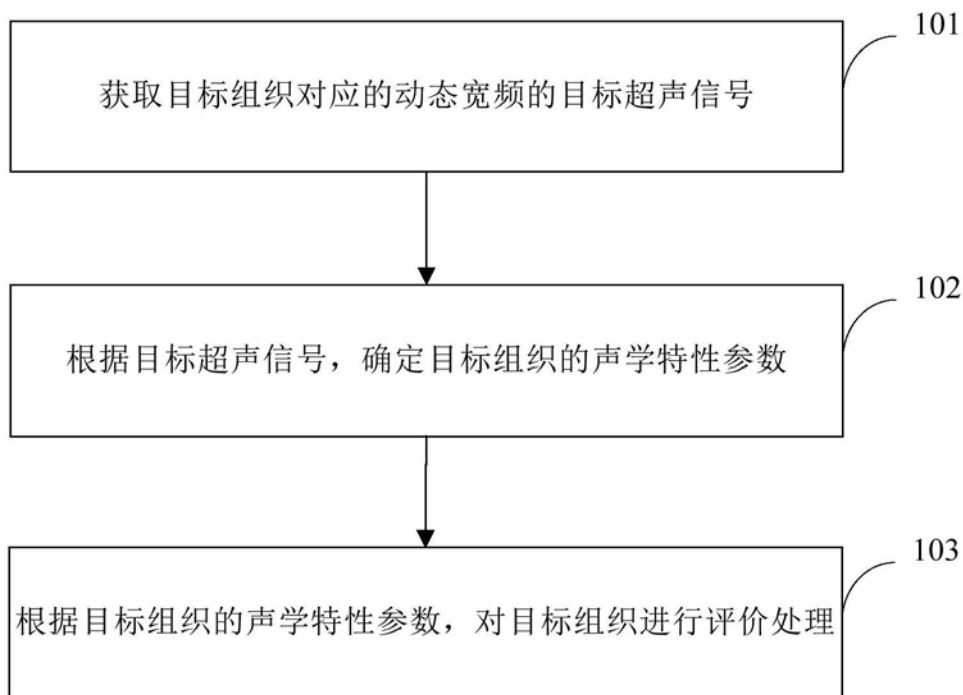 101
获取目标组织对应的动态宽频的目标超声信号
102
根据目标超声信号，确定目标组织的声学特性参数
103
根据目标组织的声学特性参数，对目标组织进行评价处理